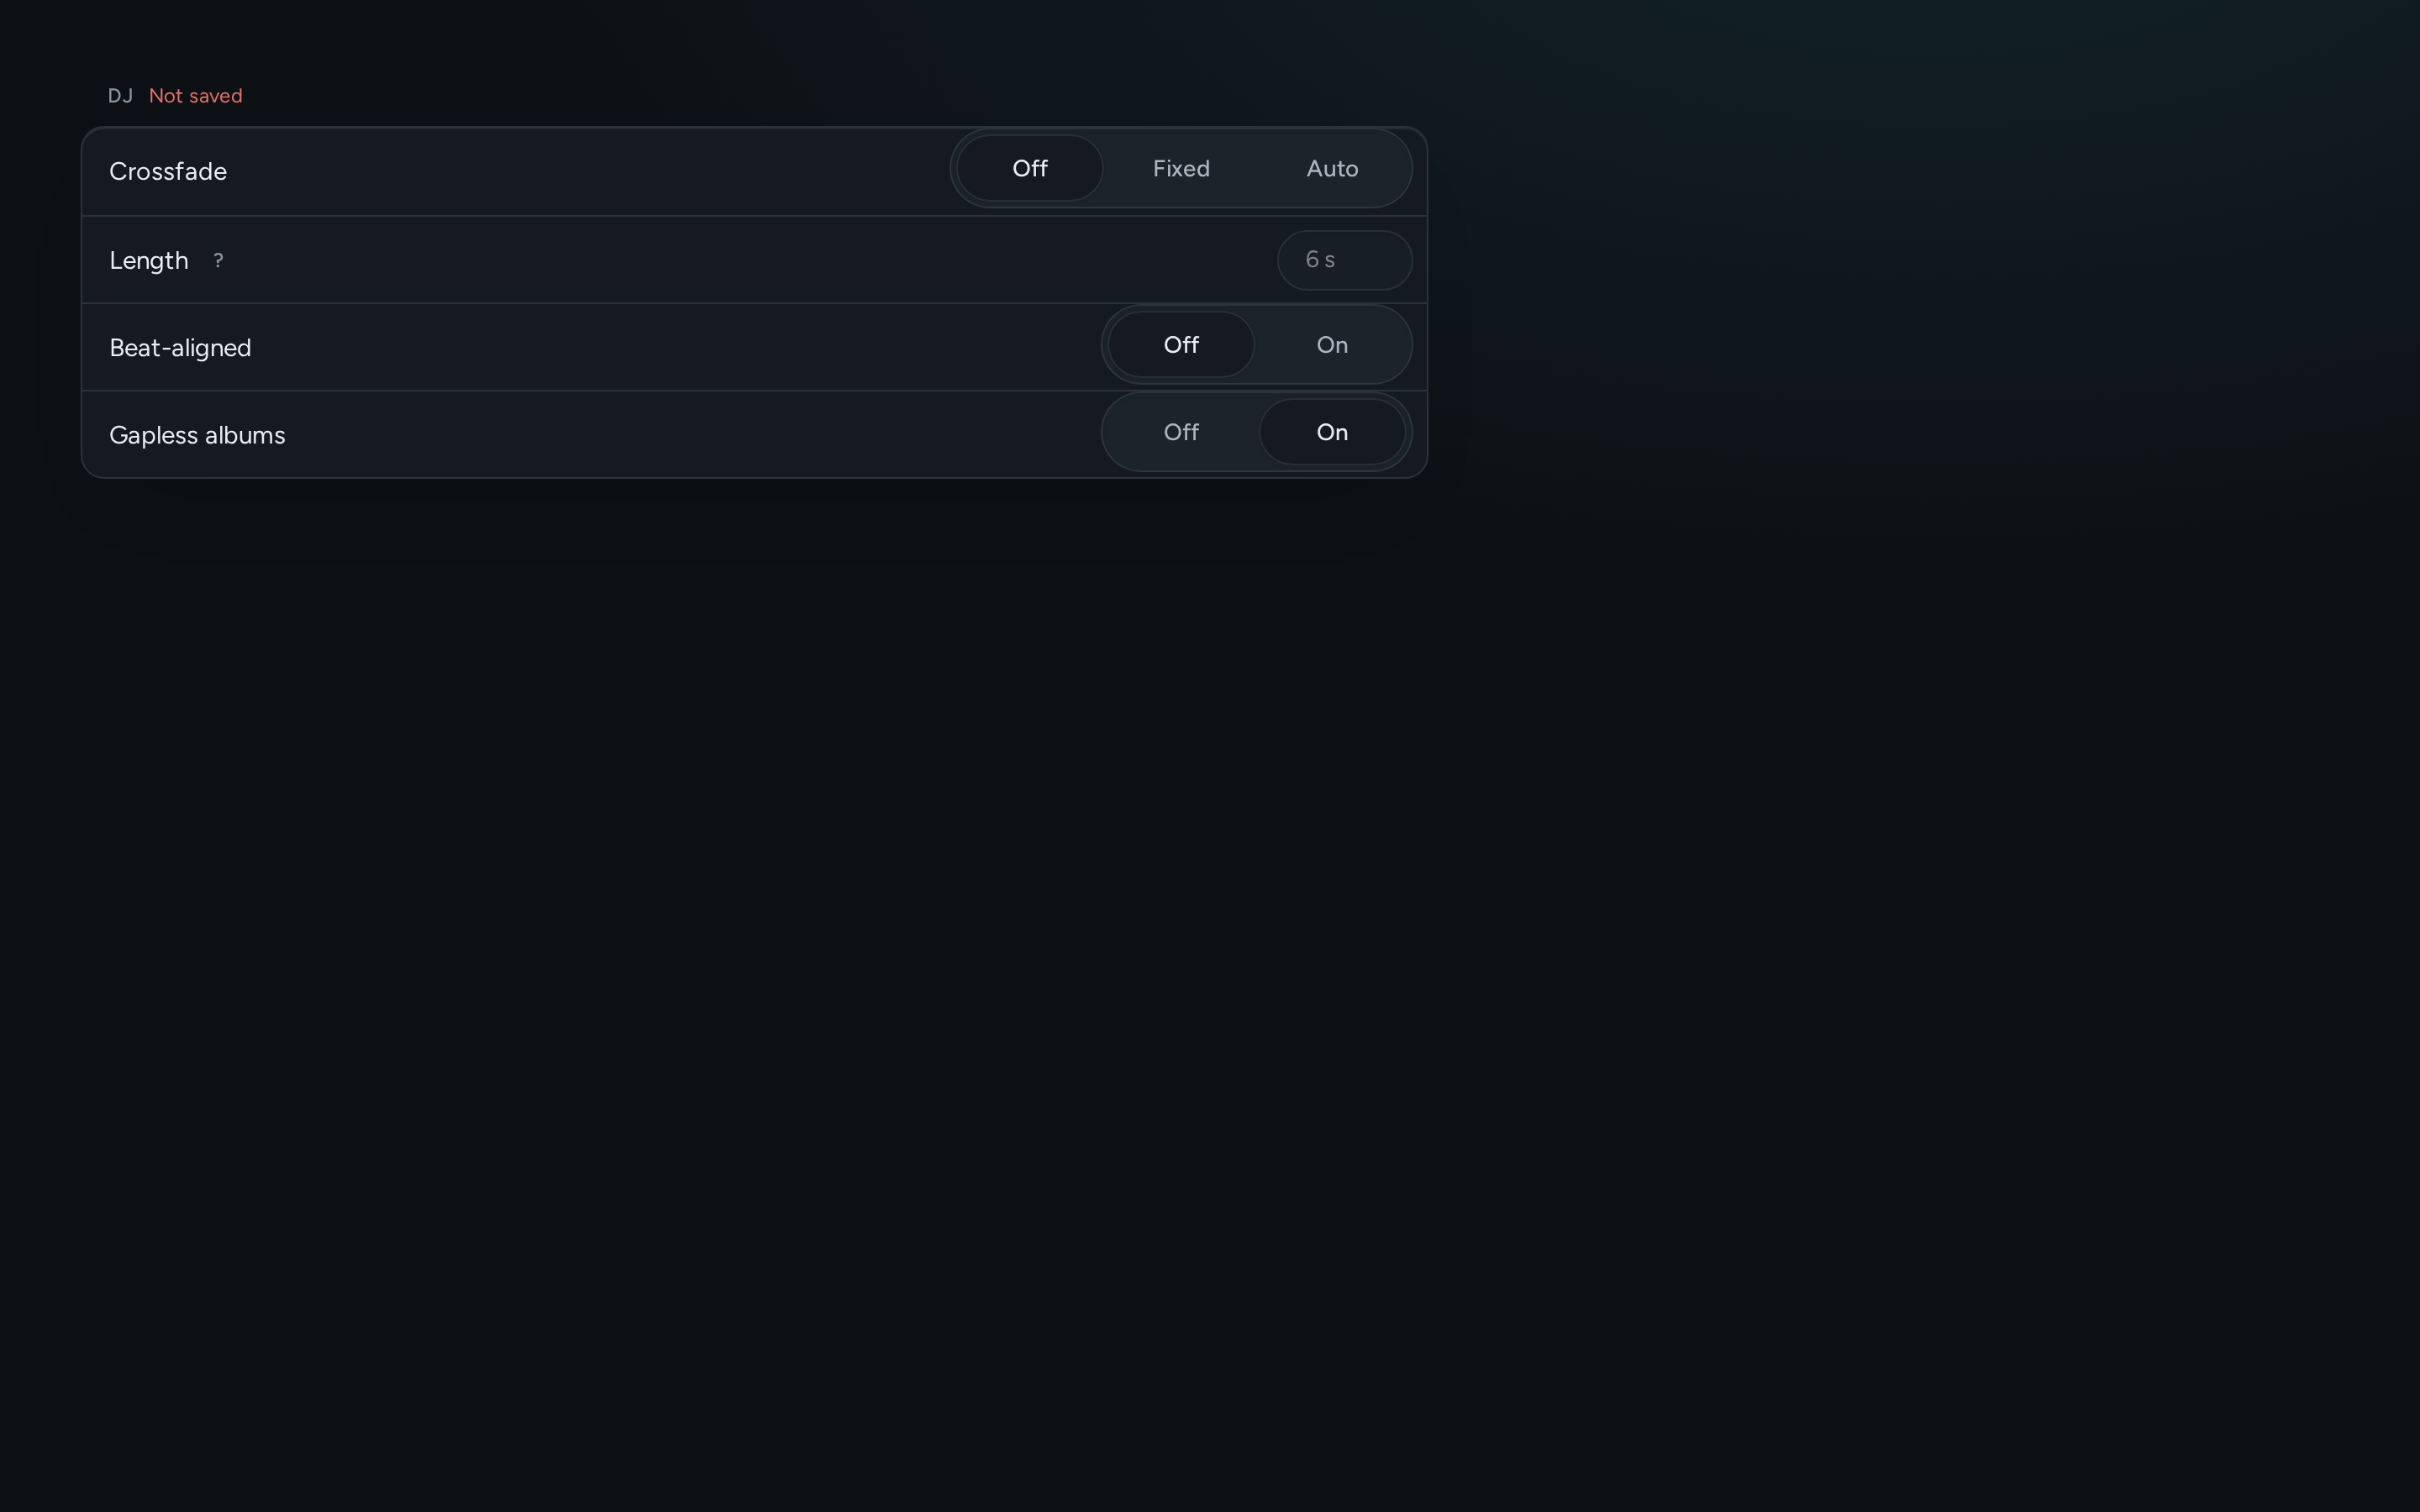 DJ Not saved
Crossfade Off Fixed Auto
Length ? 6 s
Beat-aligned Off On
Gapless albums Off On